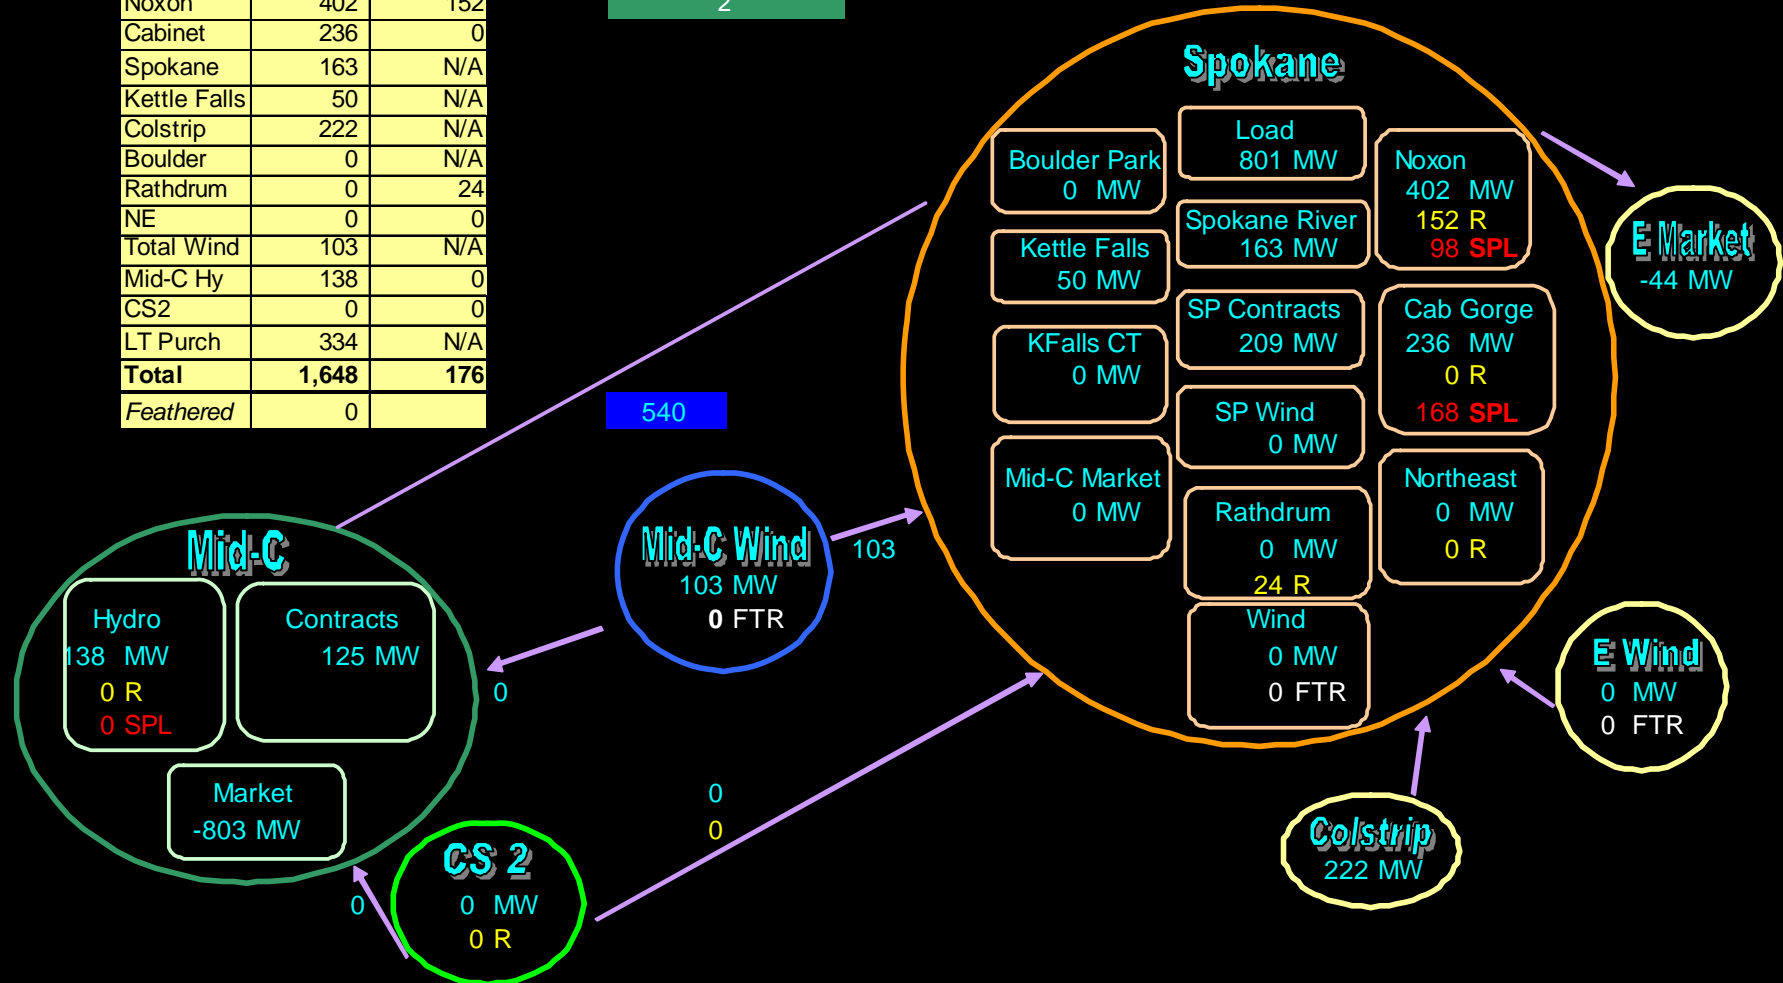 Noxon 402 152
2
Cabinet 236 0
Spokane 163 N/A
Kettle Falls 50 N/A
Colstrip 222 N/A
Boulder 0 N/A
Rathdrum 0 24
NE 0 0
Total Wind 103 N/A
Mid-C Hy 138 0
CS2 0 0
LT Purch 334 N/A
Total 1,648 176
Feathered 0
540
Spokane
Load
801 MW
Boulder Park
0 MW
Noxon
402 MW
152 R
98 SPL
Spokane River
163 MW
Kettle Falls
50 MW
SP Contracts
209 MW
Cab Gorge
236 MW
0 R
168 SPL
KFalls CT
0 MW
SP Wind
0 MW
Mid-C Market
0 MW
Northeast
0 MW
0 R
Rathdrum
0 MW
24 R
Wind
0 MW
0 FTR
E Market
-44 MW
Mid-C Wind
103 MW
0 FTR
103
0
Mid-C
Hydro
138 MW
0 R
0 SPL
Contracts
125 MW
Market
-803 MW
0
0
0
CS 2
0 MW
0 R
E Wind
0 MW
0 FTR
Colstrip
222 MW